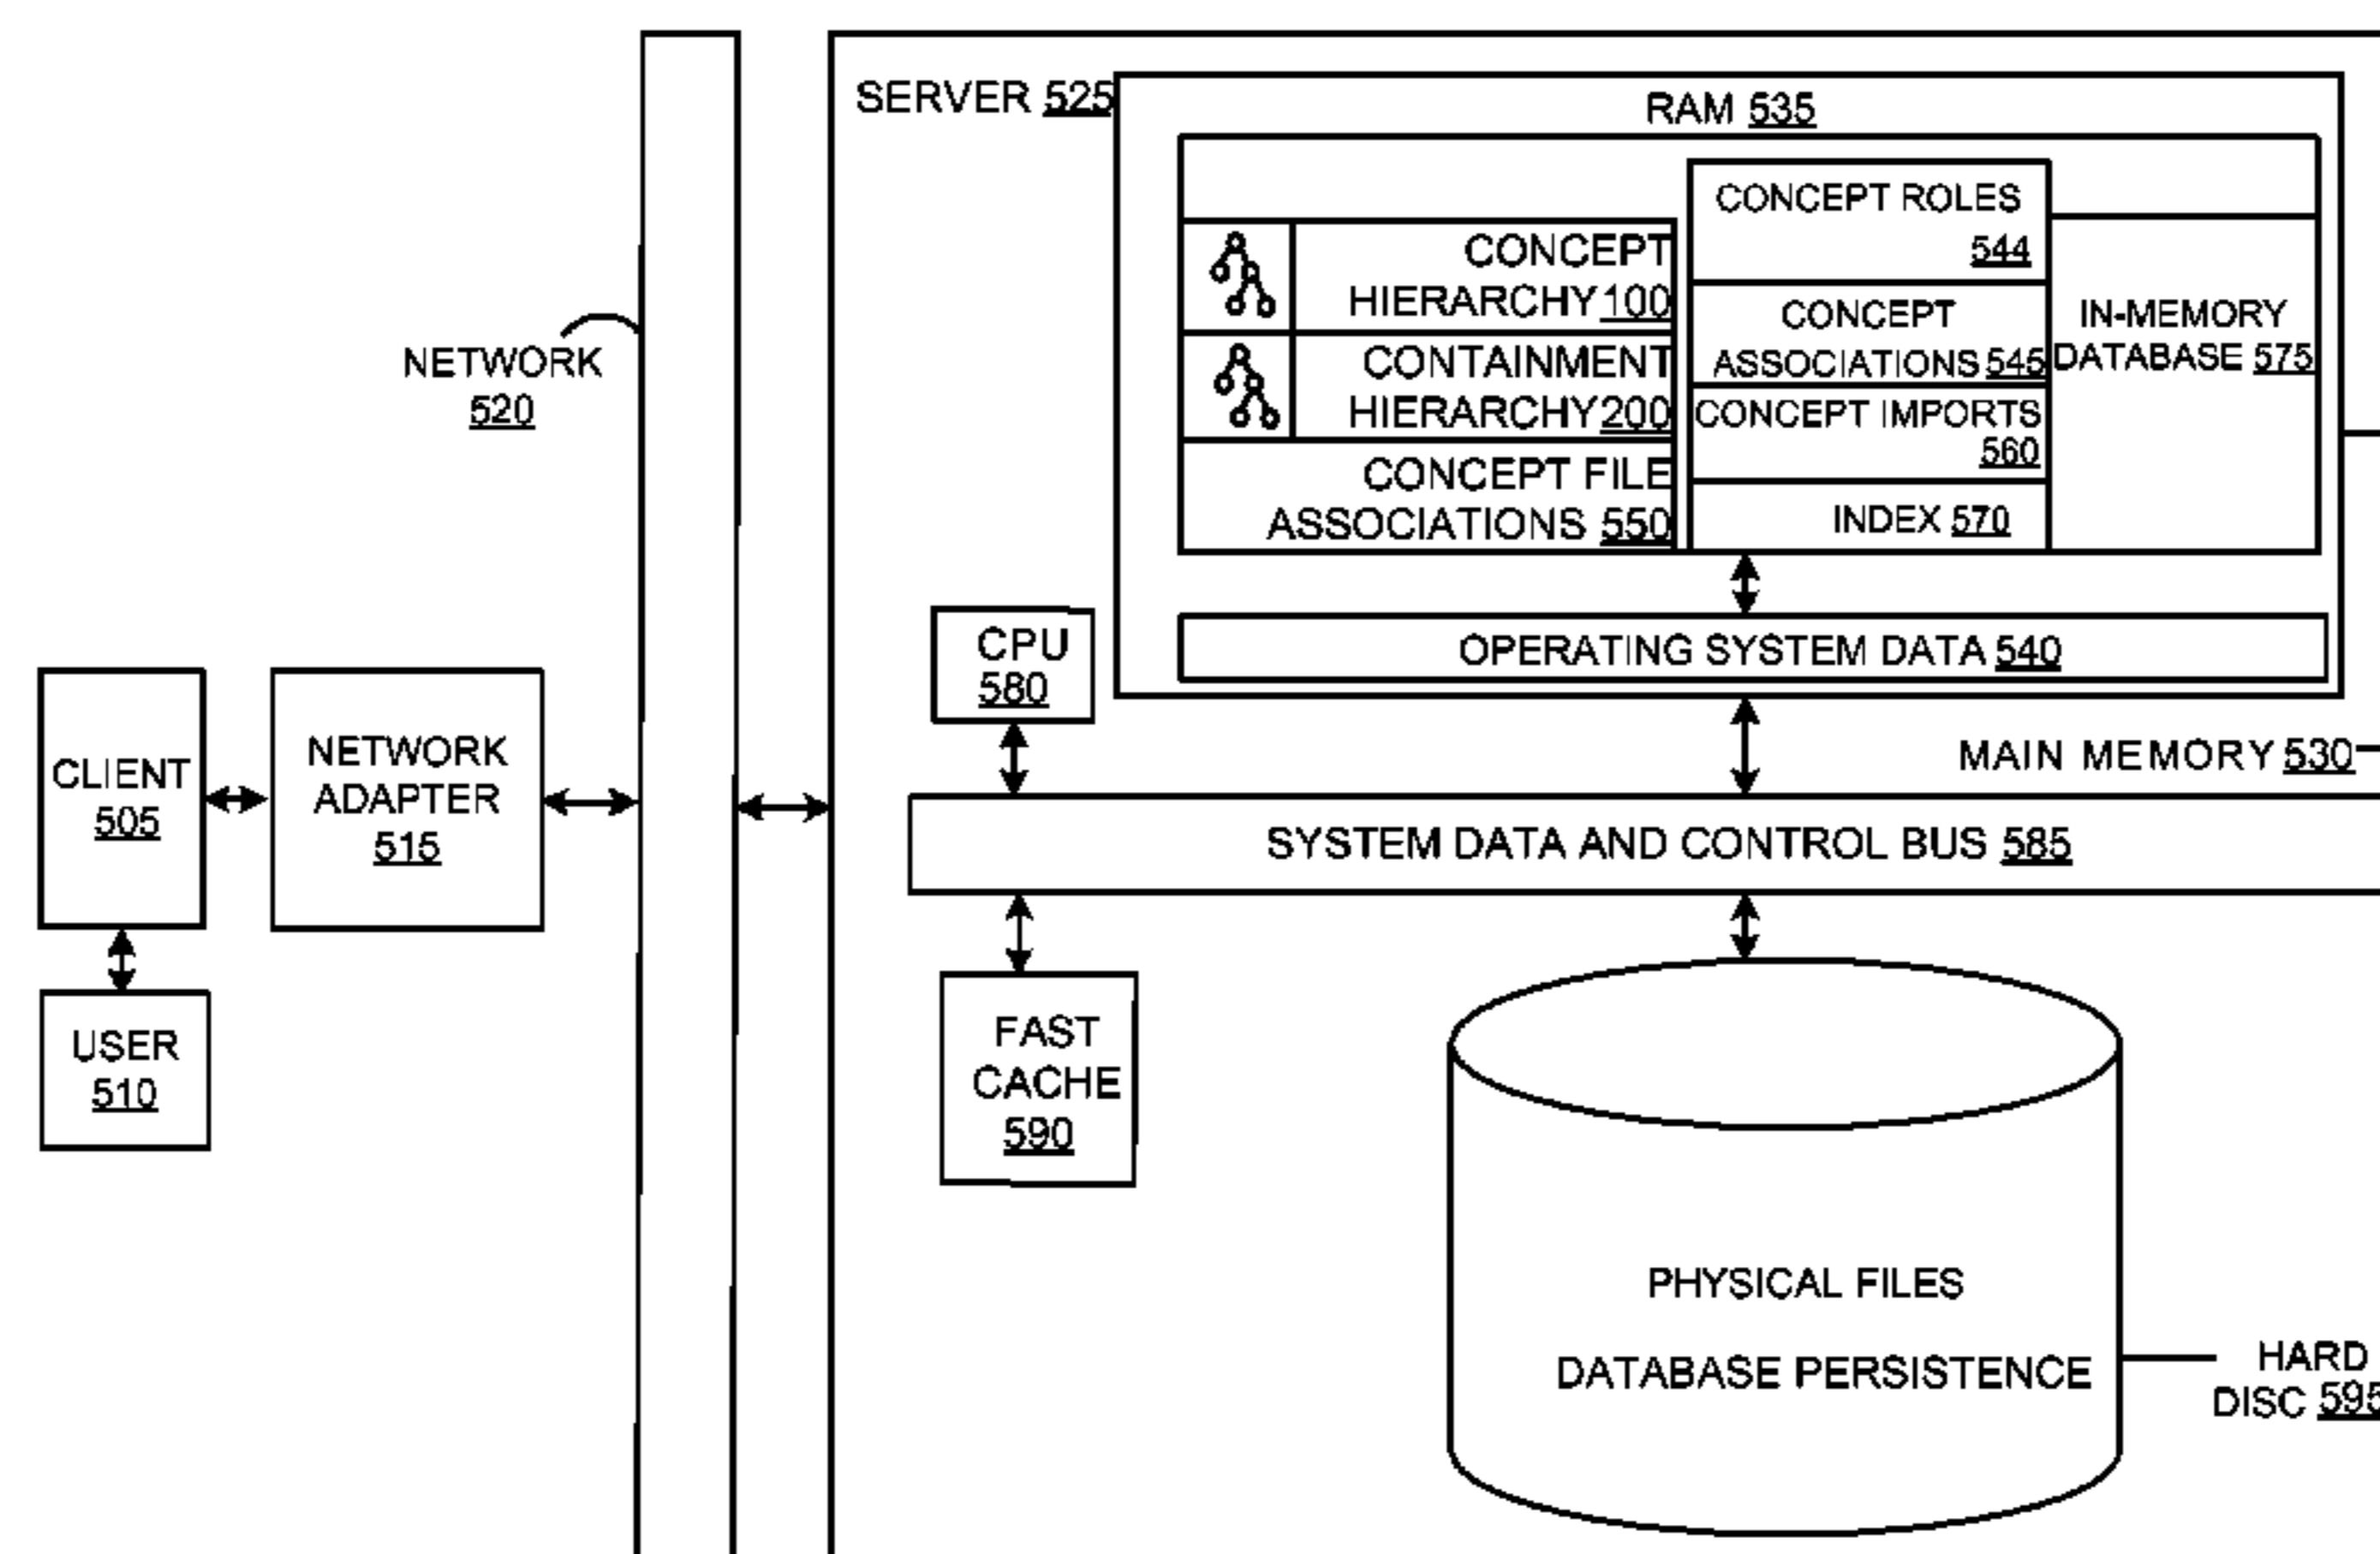 SERVER 525
RAM 535
CONCEPT ROLES
544
CONCEPT
HIERARCHY 100
CONCEPT
ASSOCIATIONS 545
IN-MEMORY
DATABASE 575
NETWORK
520
CONTAINMENT
HIERARCHY 200
CONCEPT IMPORTS
560
CONCEPT FILE
ASSOCIATIONS 550
INDEX 570
OPERATING SYSTEM DATA 540
CPU
580
MAIN MEMORY 530
CLIENT
505
NETWORK
ADAPTER
515
SYSTEM DATA AND CONTROL BUS 585
USER
510
FAST
CACHE
590
PHYSICAL FILES
DATABASE PERSISTENCE
HARD
DISC 595